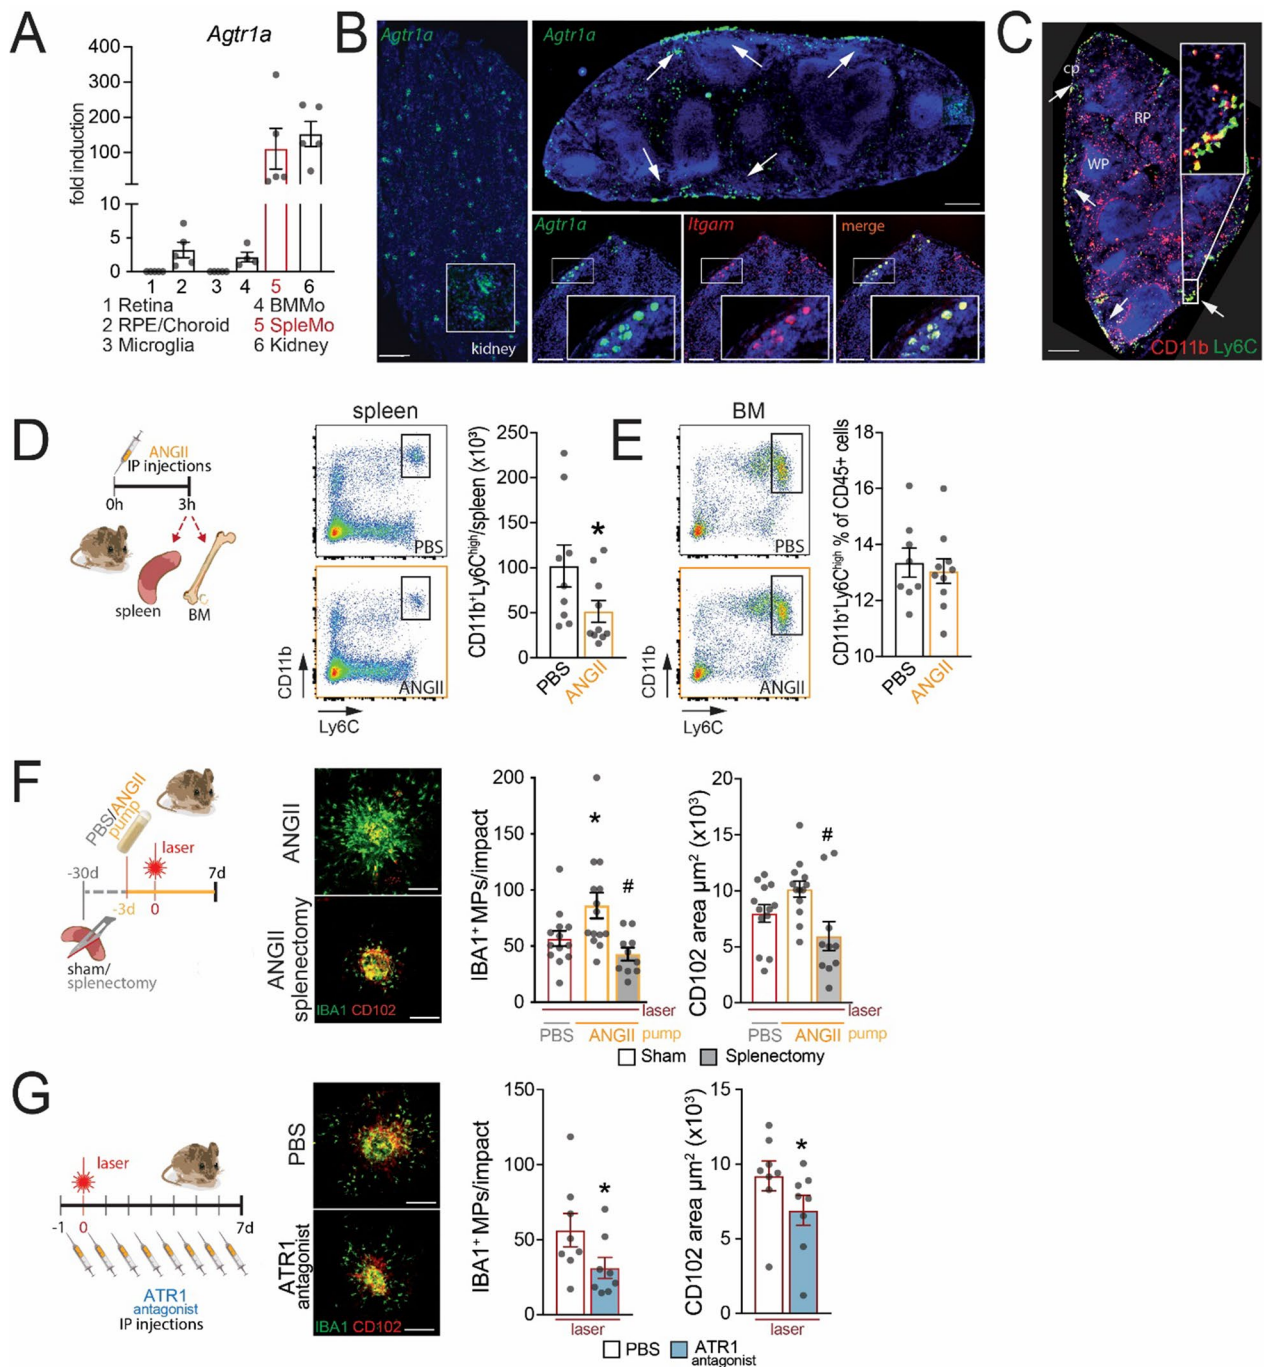 A
Agtr1a
fold induction
400
300
200
100
10
5
0
1 2 3 4 5 6
1 Retina 4 BMMo
2 RPE/Choroid 5 SpleMo
3 Microglia 6 Kidney
B
Agtr1a
kidney
Agtr1a
Agtr1a
Itgam
merge
C
cp
RP
WP
CD11b Ly6C
D
ANGII
IP injections
0h 3h
spleen BM
spleen
PBS
ANGII
CD11b
Ly6C
CD11b⁺Ly6Cʰⁱᵍʰ/spleen (x10³)
250
200
150
100
50
0
*
PBS ANGII
E
BM
PBS
ANGII
CD11b
Ly6C
CD11b⁺Ly6Cʰⁱᵍʰ % of CD45+ cells
18
16
14
12
10
PBS ANGII
F
PBS/ANGII
pump
laser
-30d 7d
-3d 0
sham/
splenectomy
ANGII
ANGII
splenectomy
IBA1 CD102
IBA1⁺ MPs/impact
200
150
100
50
0
* #
laser
PBS ANGII pump
CD102 area µm² (x10³)
20
15
10
5
0
#
laser
PBS ANGII pump
Sham Splenectomy
G
laser
-1 0 7d
ATR1
antagonist
IP injections
PBS
ATR1
antagonist
IBA1 CD102
IBA1⁺ MPs/impact
150
100
50
0
*
laser
CD102 area µm² (x10³)
15
10
5
0
*
laser
PBS ATR1
antagonist